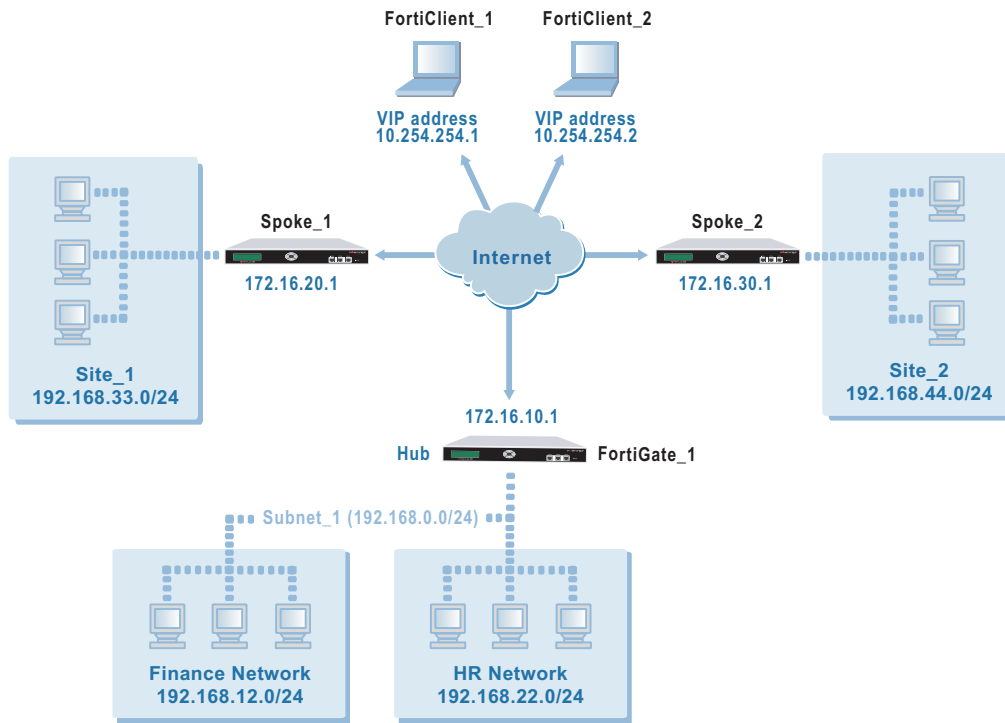 FortiClient_1
FortiClient_2
VIP address
10.254.254.1
VIP address
10.254.254.2
Spoke_1
172.16.20.1
Internet
Spoke_2
172.16.30.1
Site_1
192.168.33.0/24
Site_2
192.168.44.0/24
172.16.10.1
Hub
FortiGate_1
Subnet_1 (192.168.0.0/24)
Finance Network
192.168.12.0/24
HR Network
192.168.22.0/24